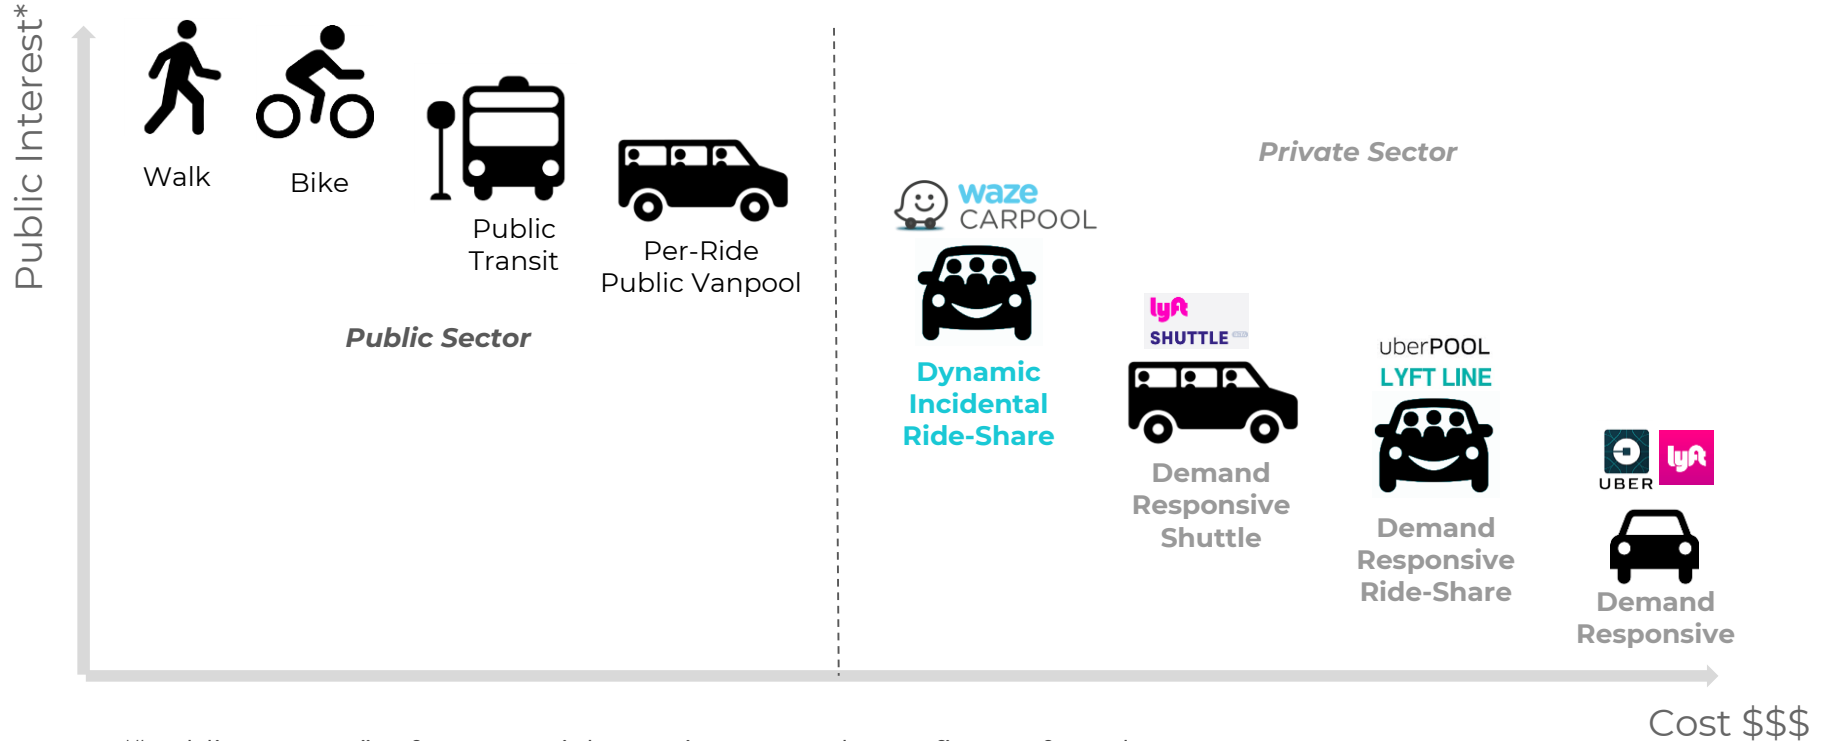 Public Interest*
Walk
Bike
Public
Transit
Per-Ride
Public Vanpool
Public Sector
Private Sector
waze
CARPOOL
Dynamic
Incidental
Ride-Share
lyft
SHUTTLE
Demand
Responsive
Shuttle
uberPOOL
LYFT LINE
Demand
Responsive
Ride-Share
UBER
lyft
Demand
Responsive
Cost $$$